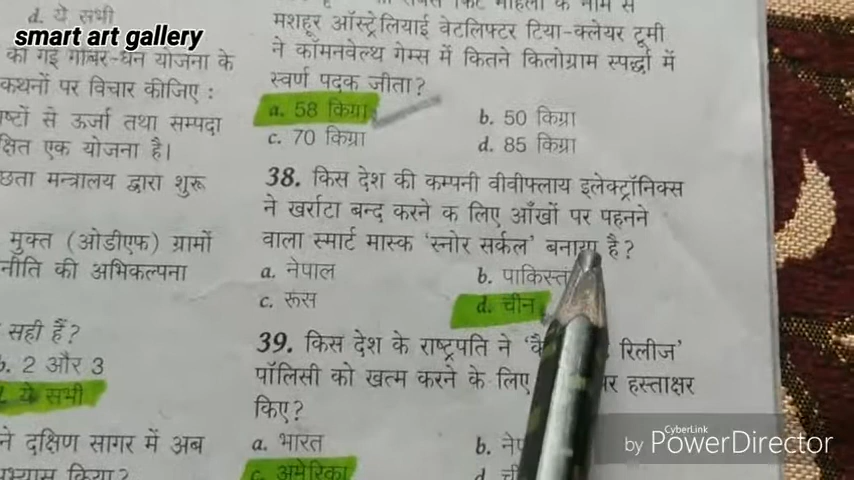 d. ये सभी
smart art gallery
की गई गोबर-धन योजना के
कथनों पर विचार कीजिए :
ष्टों से ऊर्जा तथा सम्पदा
क्षित एक योजना है।
छता मन्त्रालय द्वारा शुरू
मुक्त (ओडीएफ) ग्रामों
नीति की अभिकल्पना
सही हैं?
b. 2 और 3
ये सभी
ने दक्षिण सागर में अब
भ्यास किया?
मशहूर ऑस्ट्रेलियाई वेटलिफ्टर टिया-क्लेयर टूमी
ने कॉमनवेल्थ गेम्स में कितने किलोग्राम स्पर्द्धा में
स्वर्ण पदक जीता?
a. 58 किग्रा b. 50 किग्रा
c. 70 किग्रा d. 85 किग्रा
38. किस देश की कम्पनी वीवीफ्लाय इलेक्ट्रॉनिक्स
ने खर्राटा बन्द करने क लिए आँखों पर पहनने
वाला स्मार्ट मास्क 'स्नोर सर्कल' बनाया है?
a. नेपाल b. पाकिस्त
c. रूस d. चीन
39. किस देश के राष्ट्रपति ने रिलीज'
पॉलिसी को खत्म करने के लिए पर हस्ताक्षर
किए?
a. भारत b. नेप
c. अमेरिका d. ची
CyberLink
by PowerDirector